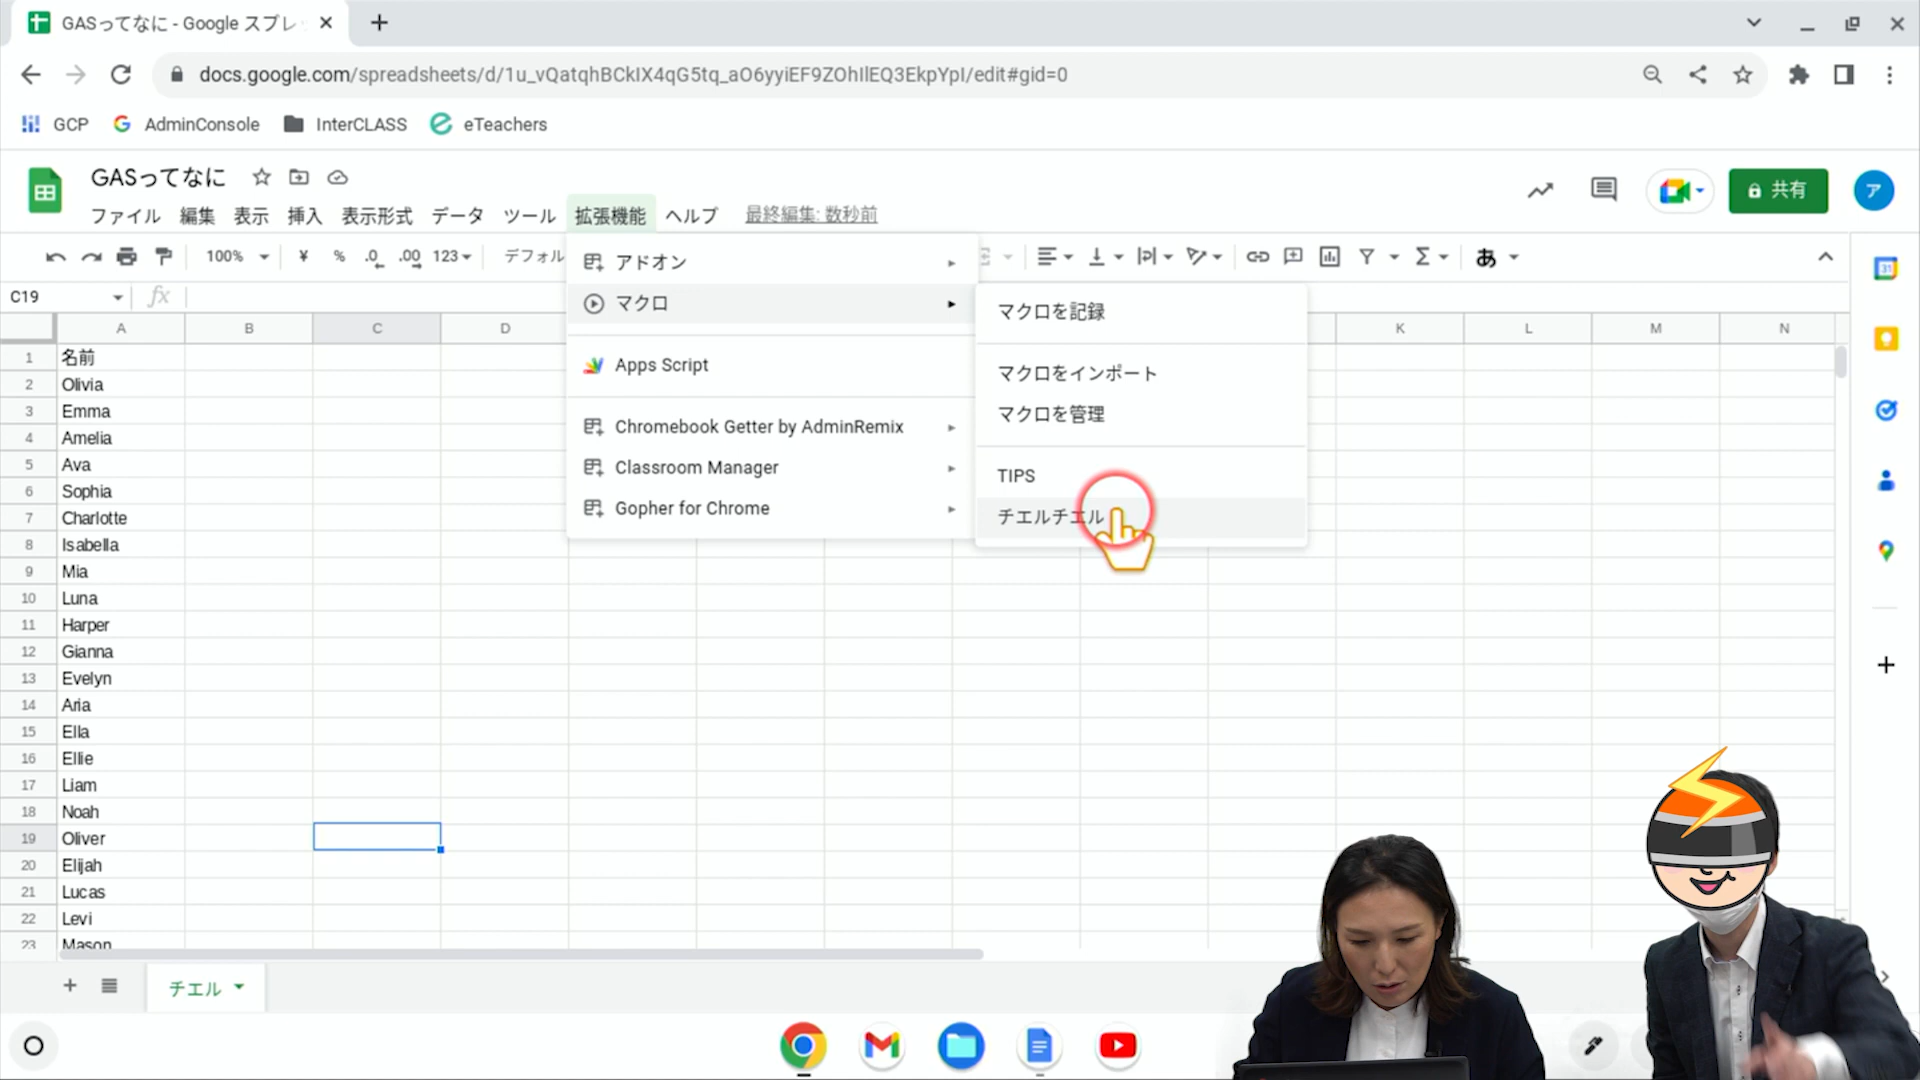 GASってなに - Google スプレ
docs.google.com/spreadsheets/d/1u_vQatqhBCkIX4qG5tq_aO6yyiEF9ZOhIlEQ3EkpYpI/edit#gid=0
GCP AdminConsole InterCLASS eTeachers
GASってなに
共有 ア
ファイル 編集 表示 挿入 表示形式 データ ツール 拡張機能 ヘルプ 最終編集: 数秒前
100% ¥ % .0 .00 123 デフォル あ
C19 fx
アドオン
マクロ
Apps Script
Chromebook Getter by AdminRemix
Classroom Manager
Gopher for Chrome
マクロを記録
マクロをインポート
マクロを管理
TIPS
チエルチエル
A B C D K L M N
1 名前
2 Olivia
3 Emma
4 Amelia
5 Ava
6 Sophia
7 Charlotte
8 Isabella
9 Mia
10 Luna
11 Harper
12 Gianna
13 Evelyn
14 Aria
15 Ella
16 Ellie
17 Liam
18 Noah
19 Oliver
20 Elijah
21 Lucas
22 Levi
23 Mason
チエル
31